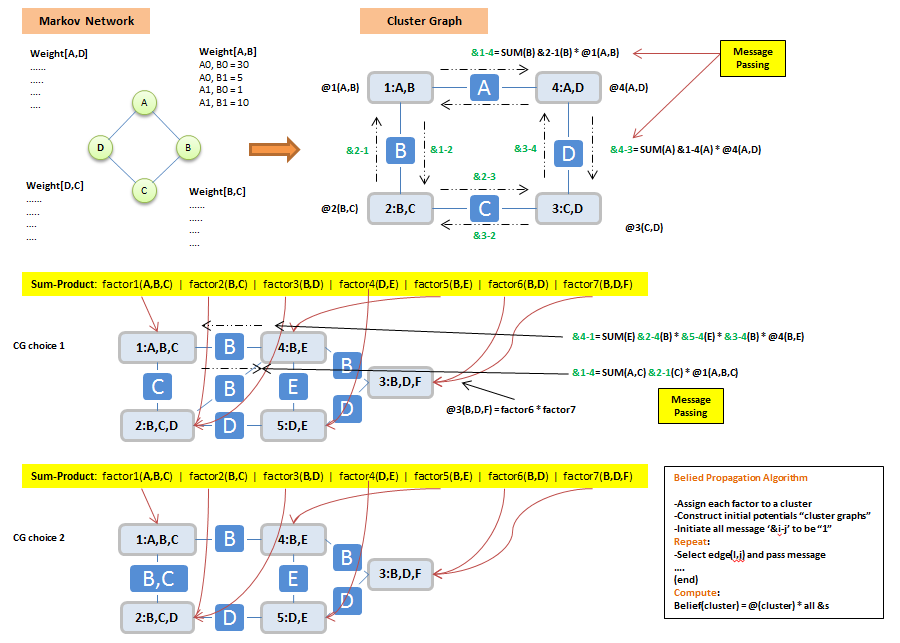 Markov Network
Cluster Graph
Weight[A,D]
......
.....
....
....
Weight[A,B]
A0, B0 = 30
A0, B1 = 5
A1, B0 = 1
A1, B1 = 10
A
D
B
C
Weight[D,C]
......
.....
....
....
Weight[B,C]
......
.....
....
....
&1-4= SUM(B) &2-1(B) * @1(A,B)
Message
Passing
@1(A,B)
1:A,B
A
4:A,D
@4(A,D)
&2-1
B
&1-2
&3-4
D
&4-3= SUM(A) &1-4(A) * @4(A,D)
&2-3
@2(B,C)
2:B,C
C
3:C,D
@3(C,D)
&3-2
Sum-Product: factor1(A,B,C) | factor2(B,C) | factor3(B,D) | factor4(D,E) | factor5(B,E) | factor6(B,D) | factor7(B,D,F)
CG choice 1
1:A,B,C
B
4:B,E
&4-1= SUM(E) &2-4(B) * &5-4(E) * &3-4(B) * @4(B,E)
B
C
B
E
3:B,D,F
&1-4= SUM(A,C) &2-1(C) * @1(A,B,C)
D
@3(B,D,F) = factor6 * factor7
Message
Passing
2:B,C,D
D
5:D,E
Sum-Product: factor1(A,B,C) | factor2(B,C) | factor3(B,D) | factor4(D,E) | factor5(B,E) | factor6(B,D) | factor7(B,D,F)
CG choice 2
1:A,B,C
B
4:B,E
B
B,C
E
3:B,D,F
D
2:B,C,D
D
5:D,E
Belied Propagation Algorithm
-Assign each factor to a cluster
-Construct initial potentials “cluster graphs”
-Initiate all message ‘&i-j’ to be “1”
Repeat:
-Select edge(I,j) and pass message
....
(end)
Compute:
Belief(cluster) = @(cluster) * all &s